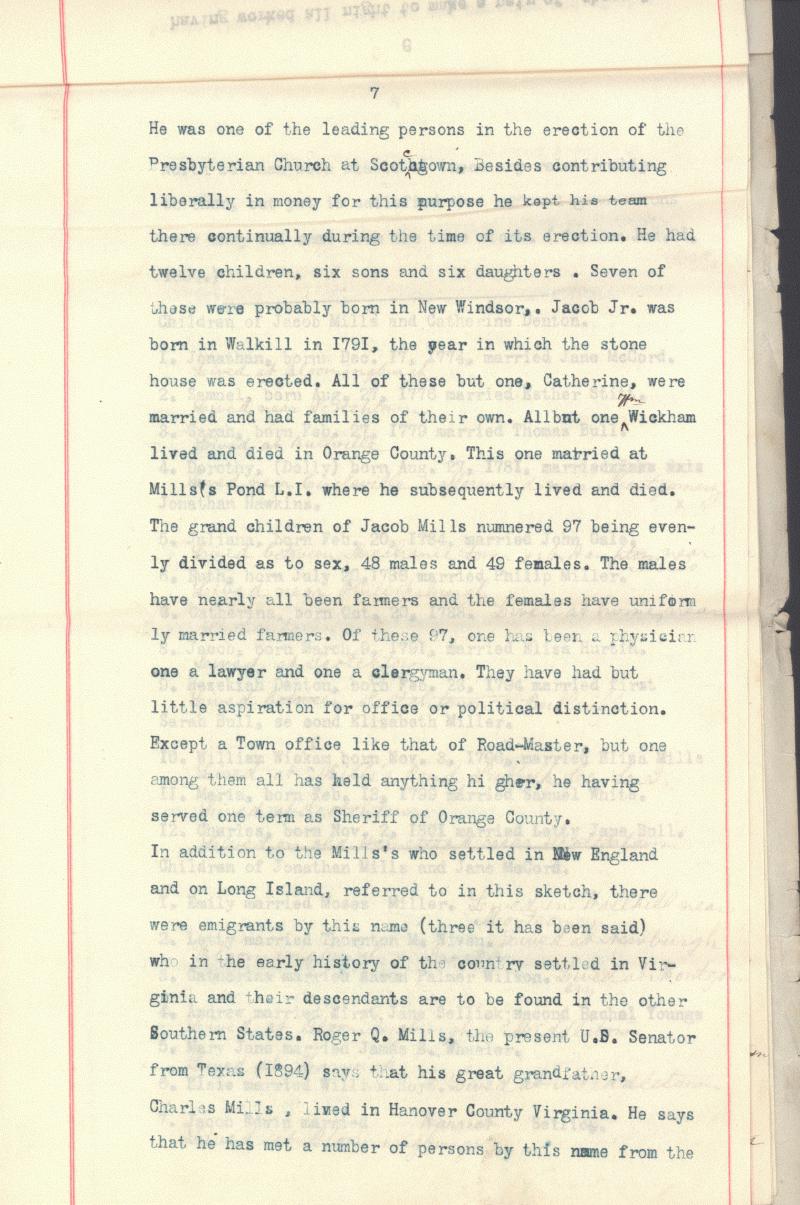 7
He was one of the leading persons in the erection of the
Presbyterian Church at Scotchtown, Besides contributing
liberally in money for this purpose he kept his team
there continually during the time of its erection. He had
twelve children, six sons and six daughters . Seven of
these were probably born in New Windsor,. Jacob Jr. was
born in Walkill in I79I, the year in which the stone
house was erected. All of these but one, Catherine, were
married and had families of their own. Allbut one Wm Wickham
lived and died in Orange County. This one married at
Mills's Pond L.I. where he subsequently lived and died.
The grand children of Jacob Mills numnered 97 being even-
ly divided as to sex, 48 males and 49 females. The males
have nearly all been farmers and the females have uniform
ly married farmers. Of these 97, one has been a physician
one a lawyer and one a clergyman. They have had but
little aspiration for office or political distinction.
Except a Town office like that of Road-Master, but one
among them all has held anything hi gher, he having
served one term as Sheriff of Orange County.
In addition to the Mills's who settled in New England
and on Long Island, referred to in this sketch, there
were emigrants by this name (three it has been said)
who in the early history of the country settled in Vir-
ginia and their descendants are to be found in the other
Southern States. Roger Q. Mills, the present U.S. Senator
from Texas (I894) says that his great grandfather,
Charles Mills , lived in Hanover County Virginia. He says
that he has met a number of persons by this name from the